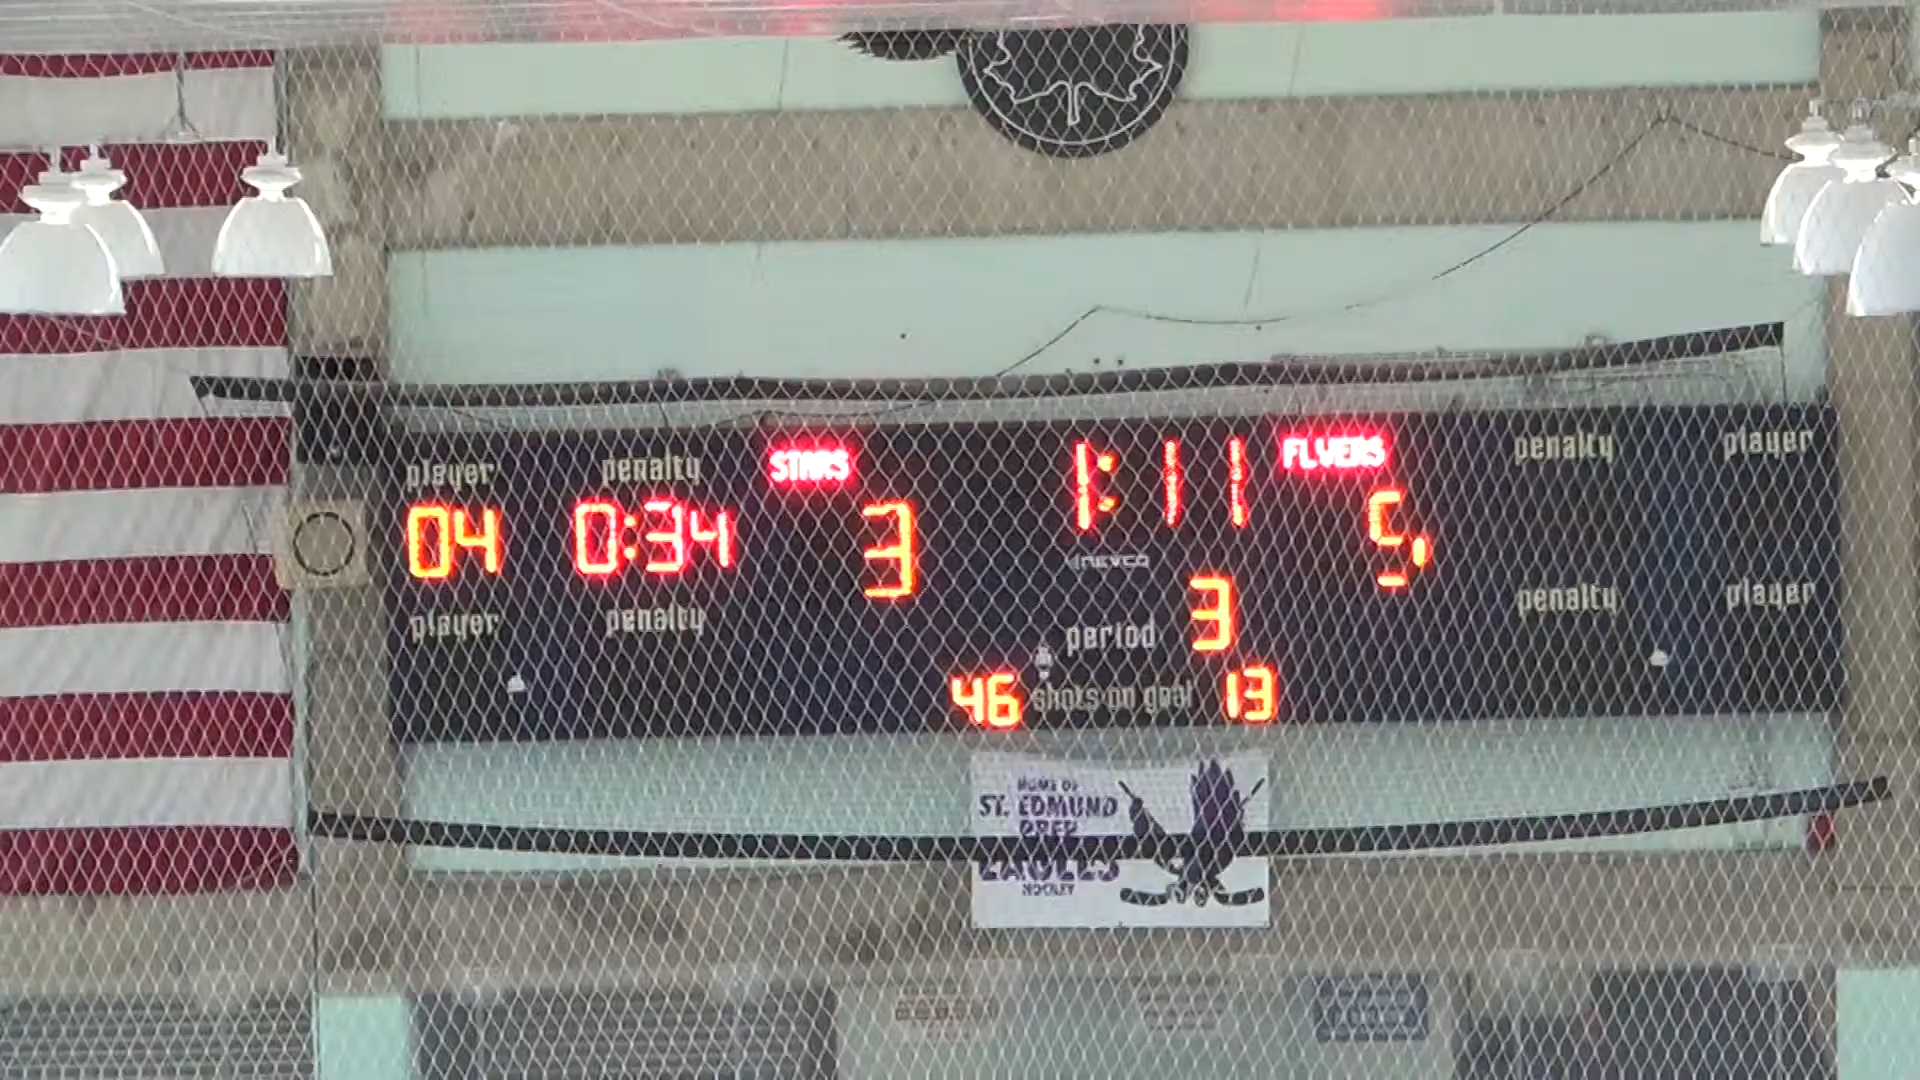 STARS 1:11 FLYERS penalty player
player penalty
04 0:34 3 5
NEVCO
player penalty
penalty player
period 3
46 shots on goal 13
HOME OF
ST. EDMUND
PREP
EAGLES
HOCKEY